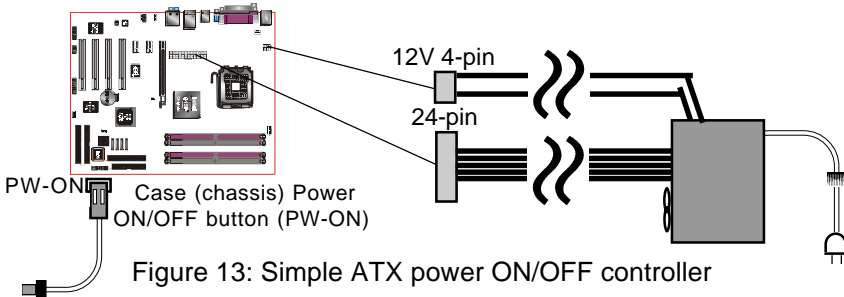 12V 4-pin
24-pin
PW-ON
Case (chassis) Power
ON/OFF button (PW-ON)
Figure 13: Simple ATX power ON/OFF controller